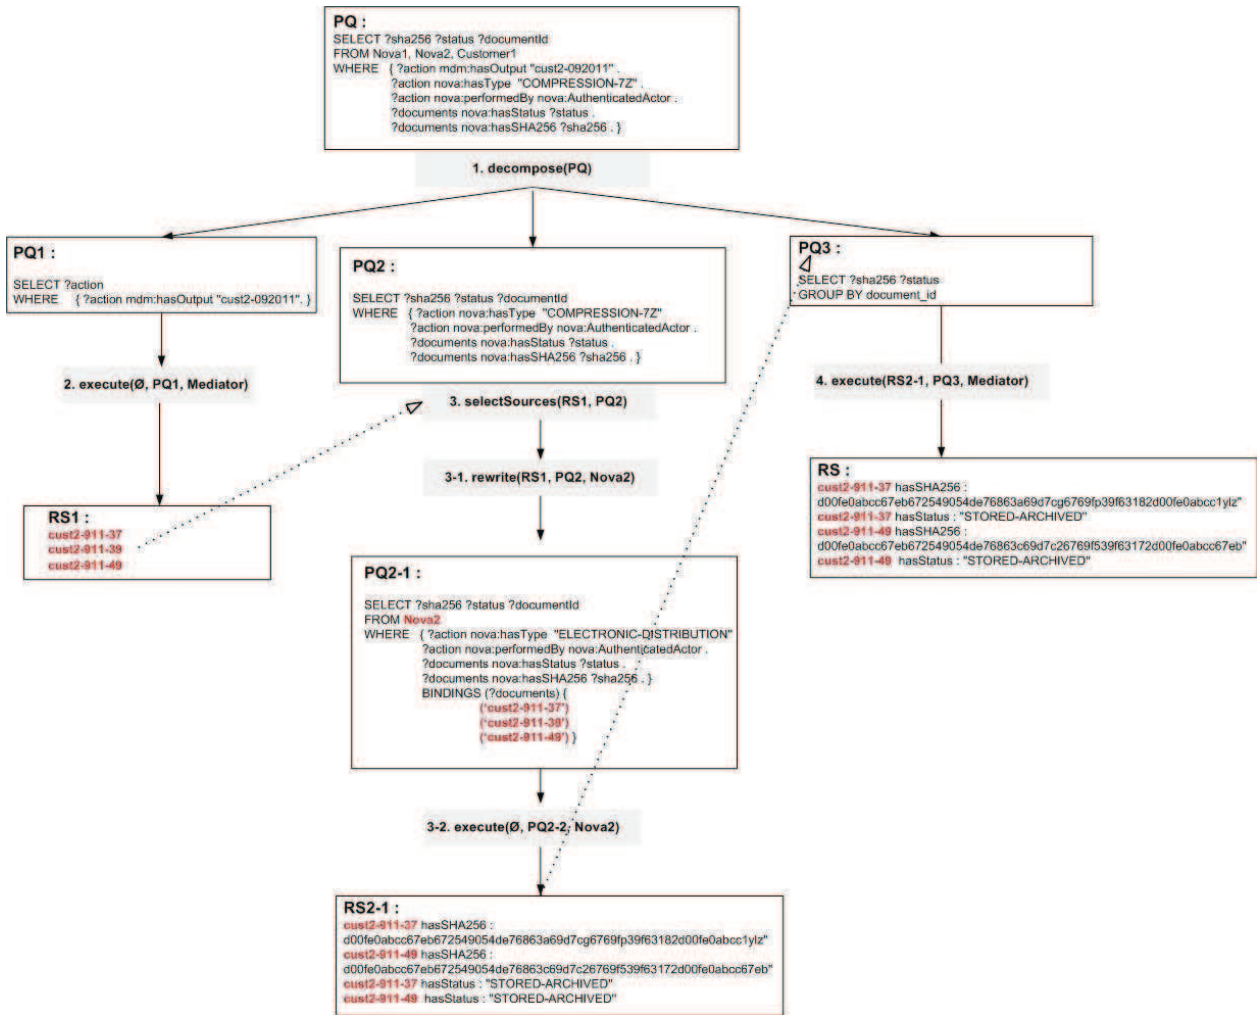 PQ :
SELECT ?sha256 ?status ?documentId
FROM Nova1, Nova2, Customer1
WHERE { ?action mdm:hasOutput "cust2-092011" .
?action nova:hasType "COMPRESSION-7Z" .
?action nova:performedBy nova:AuthenticatedActor .
?documents nova:hasStatus ?status .
?documents nova:hasSHA256 ?sha256 . }
1. decompose(PQ)
PQ1 :
SELECT ?action
WHERE { ?action mdm:hasOutput "cust2-092011". }
2. execute(Ø, PQ1, Mediator)
RS1 :
cust2-911-37
cust2-911-39
cust2-911-49
PQ2 :
SELECT ?sha256 ?status ?documentId
WHERE { ?action nova:hasType "COMPRESSION-7Z"
?action nova:performedBy nova:AuthenticatedActor .
?documents nova:hasStatus ?status .
?documents nova:hasSHA256 ?sha256 . }
3. selectSources(RS1, PQ2)
3-1. rewrite(RS1, PQ2, Nova2)
PQ2-1 :
SELECT ?sha256 ?status ?documentId
FROM Nova2
WHERE { ?action nova:hasType "ELECTRONIC-DISTRIBUTION"
?action nova:performedBy nova:AuthenticatedActor .
?documents nova:hasStatus ?status .
?documents nova:hasSHA256 ?sha256 . }
BINDINGS (?documents) {
('cust2-911-37')
('cust2-911-39')
('cust2-911-49') }
3-2. execute(Ø, PQ2-2, Nova2)
RS2-1 :
cust2-911-37 hasSHA256 :
d00fe0abcc67eb672549054de76863a69d7cg6769fp39f63182d00fe0abcc1ylz"
cust2-911-49 hasSHA256 :
d00fe0abcc67eb672549054de76863c69d7c26769f539f63172d00fe0abcc67eb"
cust2-911-37 hasStatus : "STORED-ARCHIVED"
cust2-911-49 hasStatus : "STORED-ARCHIVED"
PQ3 :
SELECT ?sha256 ?status
GROUP BY document_id
4. execute(RS2-1, PQ3, Mediator)
RS :
cust2-911-37 hasSHA256 :
d00fe0abcc67eb672549054de76863a69d7cg6769fp39f63182d00fe0abcc1ylz"
cust2-911-37 hasStatus : "STORED-ARCHIVED"
cust2-911-49 hasSHA256 :
d00fe0abcc67eb672549054de76863c69d7c26769f539f63172d00fe0abcc67eb"
cust2-911-49 hasStatus : "STORED-ARCHIVED"